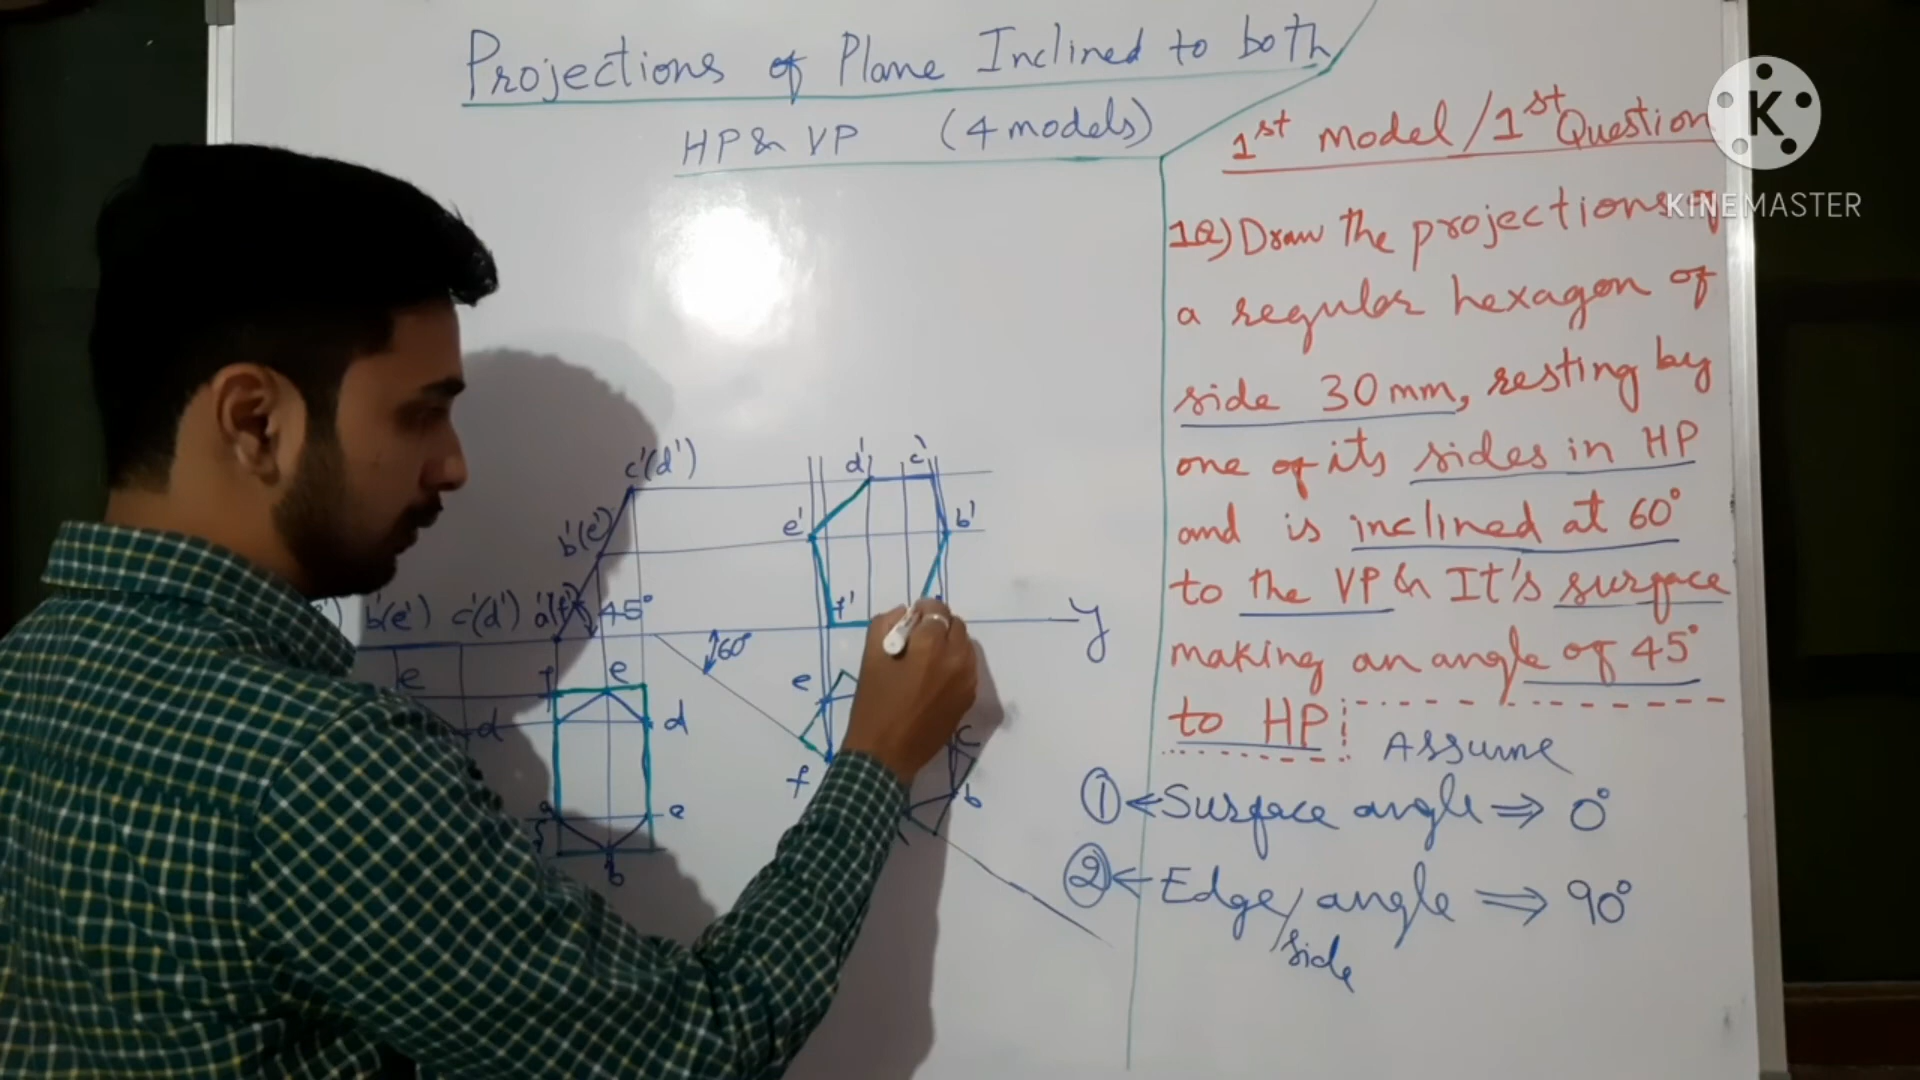 Projections of Plane Inclined to both
HP & VP (4 models)
1st model / 1st Question
K
KINEMASTER
1Q) Draw the projections of
a regular hexagon of
side 30 mm, resting by
one of its sides in HP
and is inclined at 60°
to the VP & It's surface
making an angle of 45°
to HP
Assume
① ← Surface angle ⇒ 0°
② ← Edge/ angle ⇒ 90°
side
c'(d')
b'(e')
a'(f') 45°
b'(e') c'(d')
e
d
f e
d
a
b
d' c'
e' b'
f'
y
60°
e
f
c
b